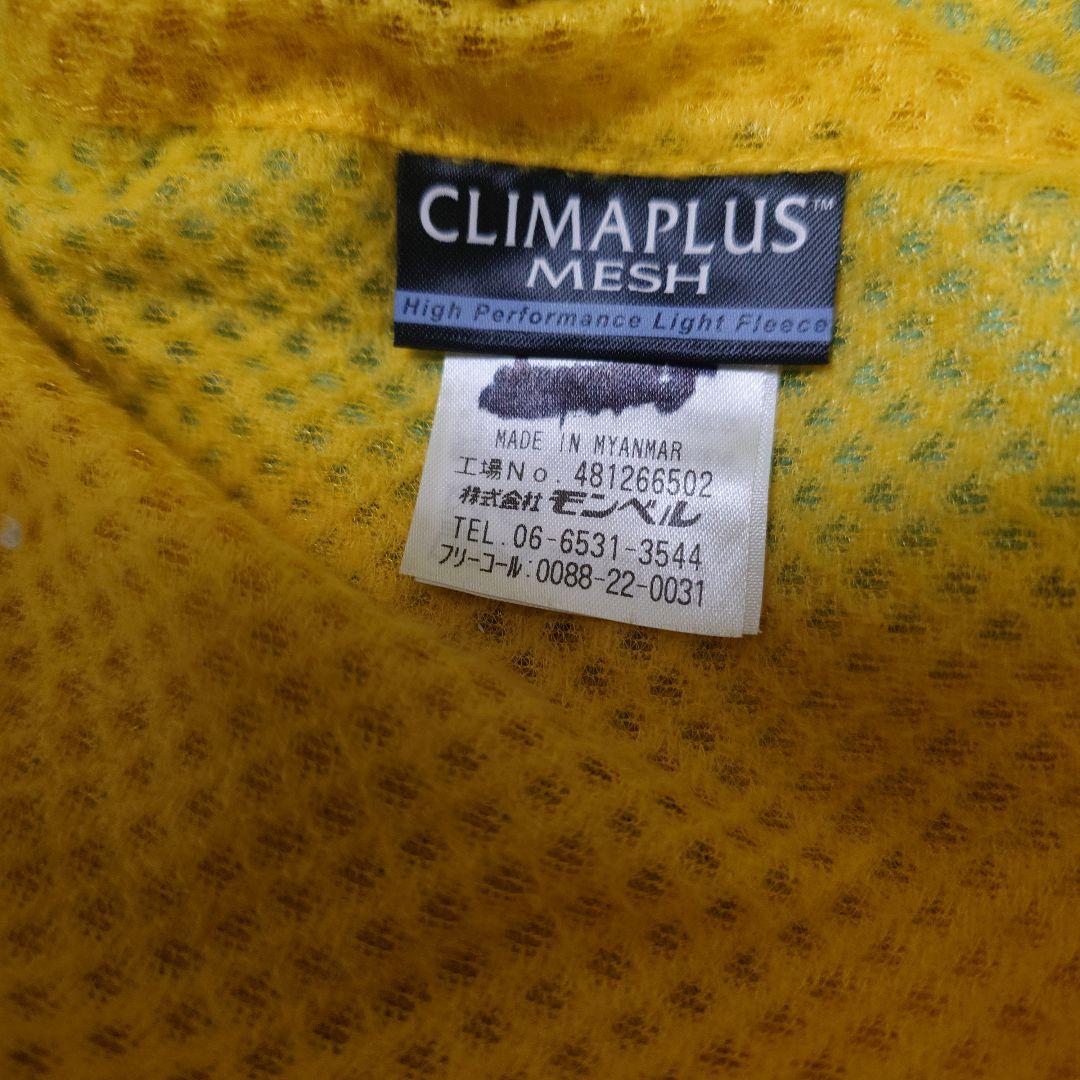 CLIMAPLUS™
MESH
High Performance Light Fleece
MADE IN MYANMAR
工場No. 481266502
株式会社 モンベル
TEL. 06-6531-3544
フリーコール:0088-22-0031